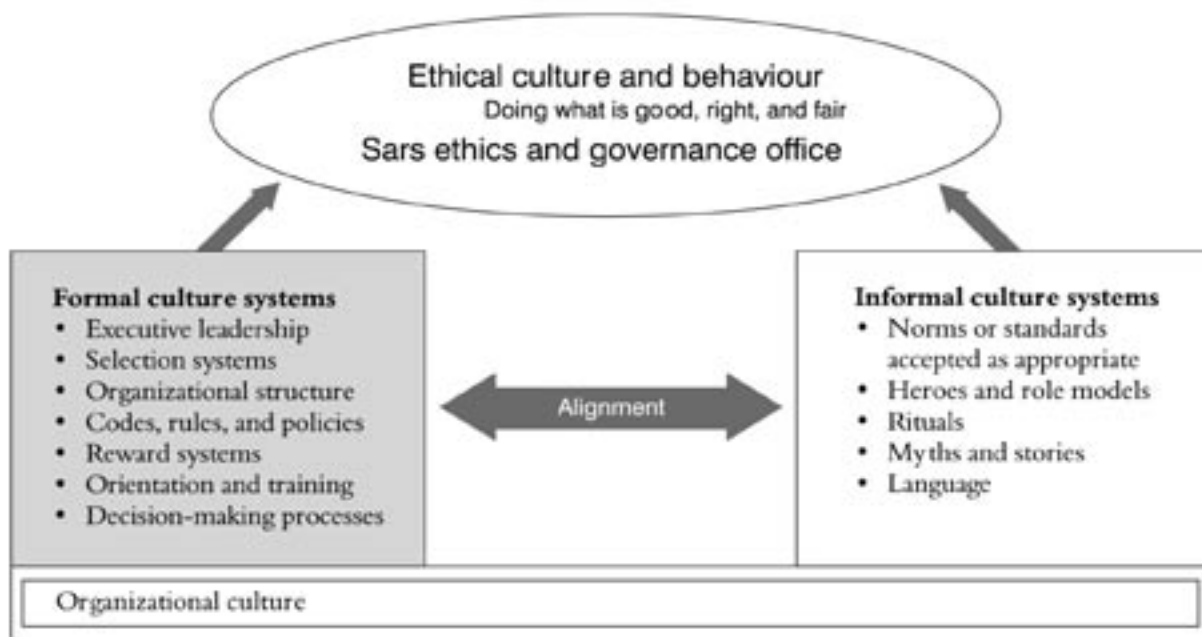 Ethical culture and behaviour
Doing what is good, right, and fair
Sars ethics and governance office
Formal culture systems
• Executive leadership
• Selection systems
• Organizational structure
• Codes, rules, and policies
• Reward systems
• Orientation and training
• Decision-making processes
Alignment
Informal culture systems
• Norms or standards
accepted as appropriate
• Heroes and role models
• Rituals
• Myths and stories
• Language
Organizational culture